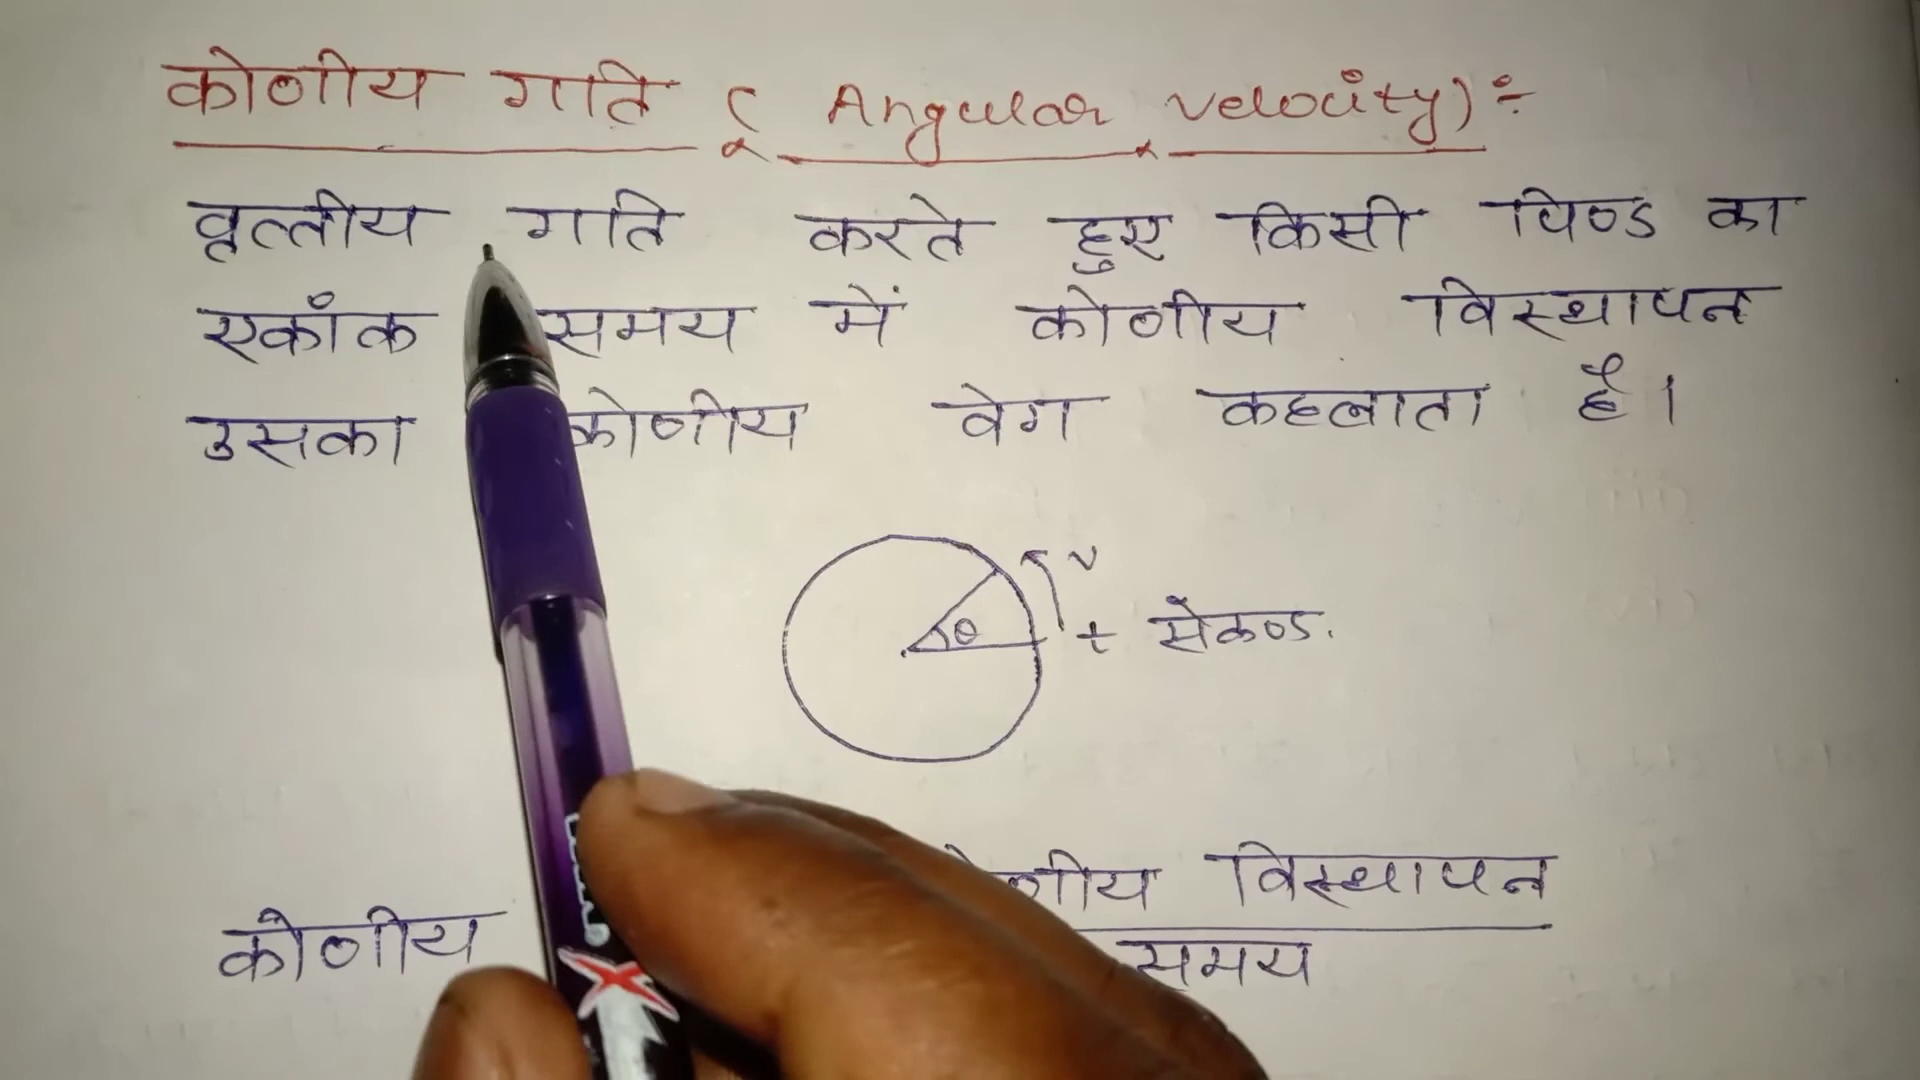 कोणीय गति ( Angular velocity) ÷
वृत्तीय गति करते हुए किसी पिण्ड का
एकाँक समय में कोणीय विस्थापन
उसका कोणीय वेग कहलाता है।
v
θ
t सेकण्ड.
विस्थापन
कोणीय
समय